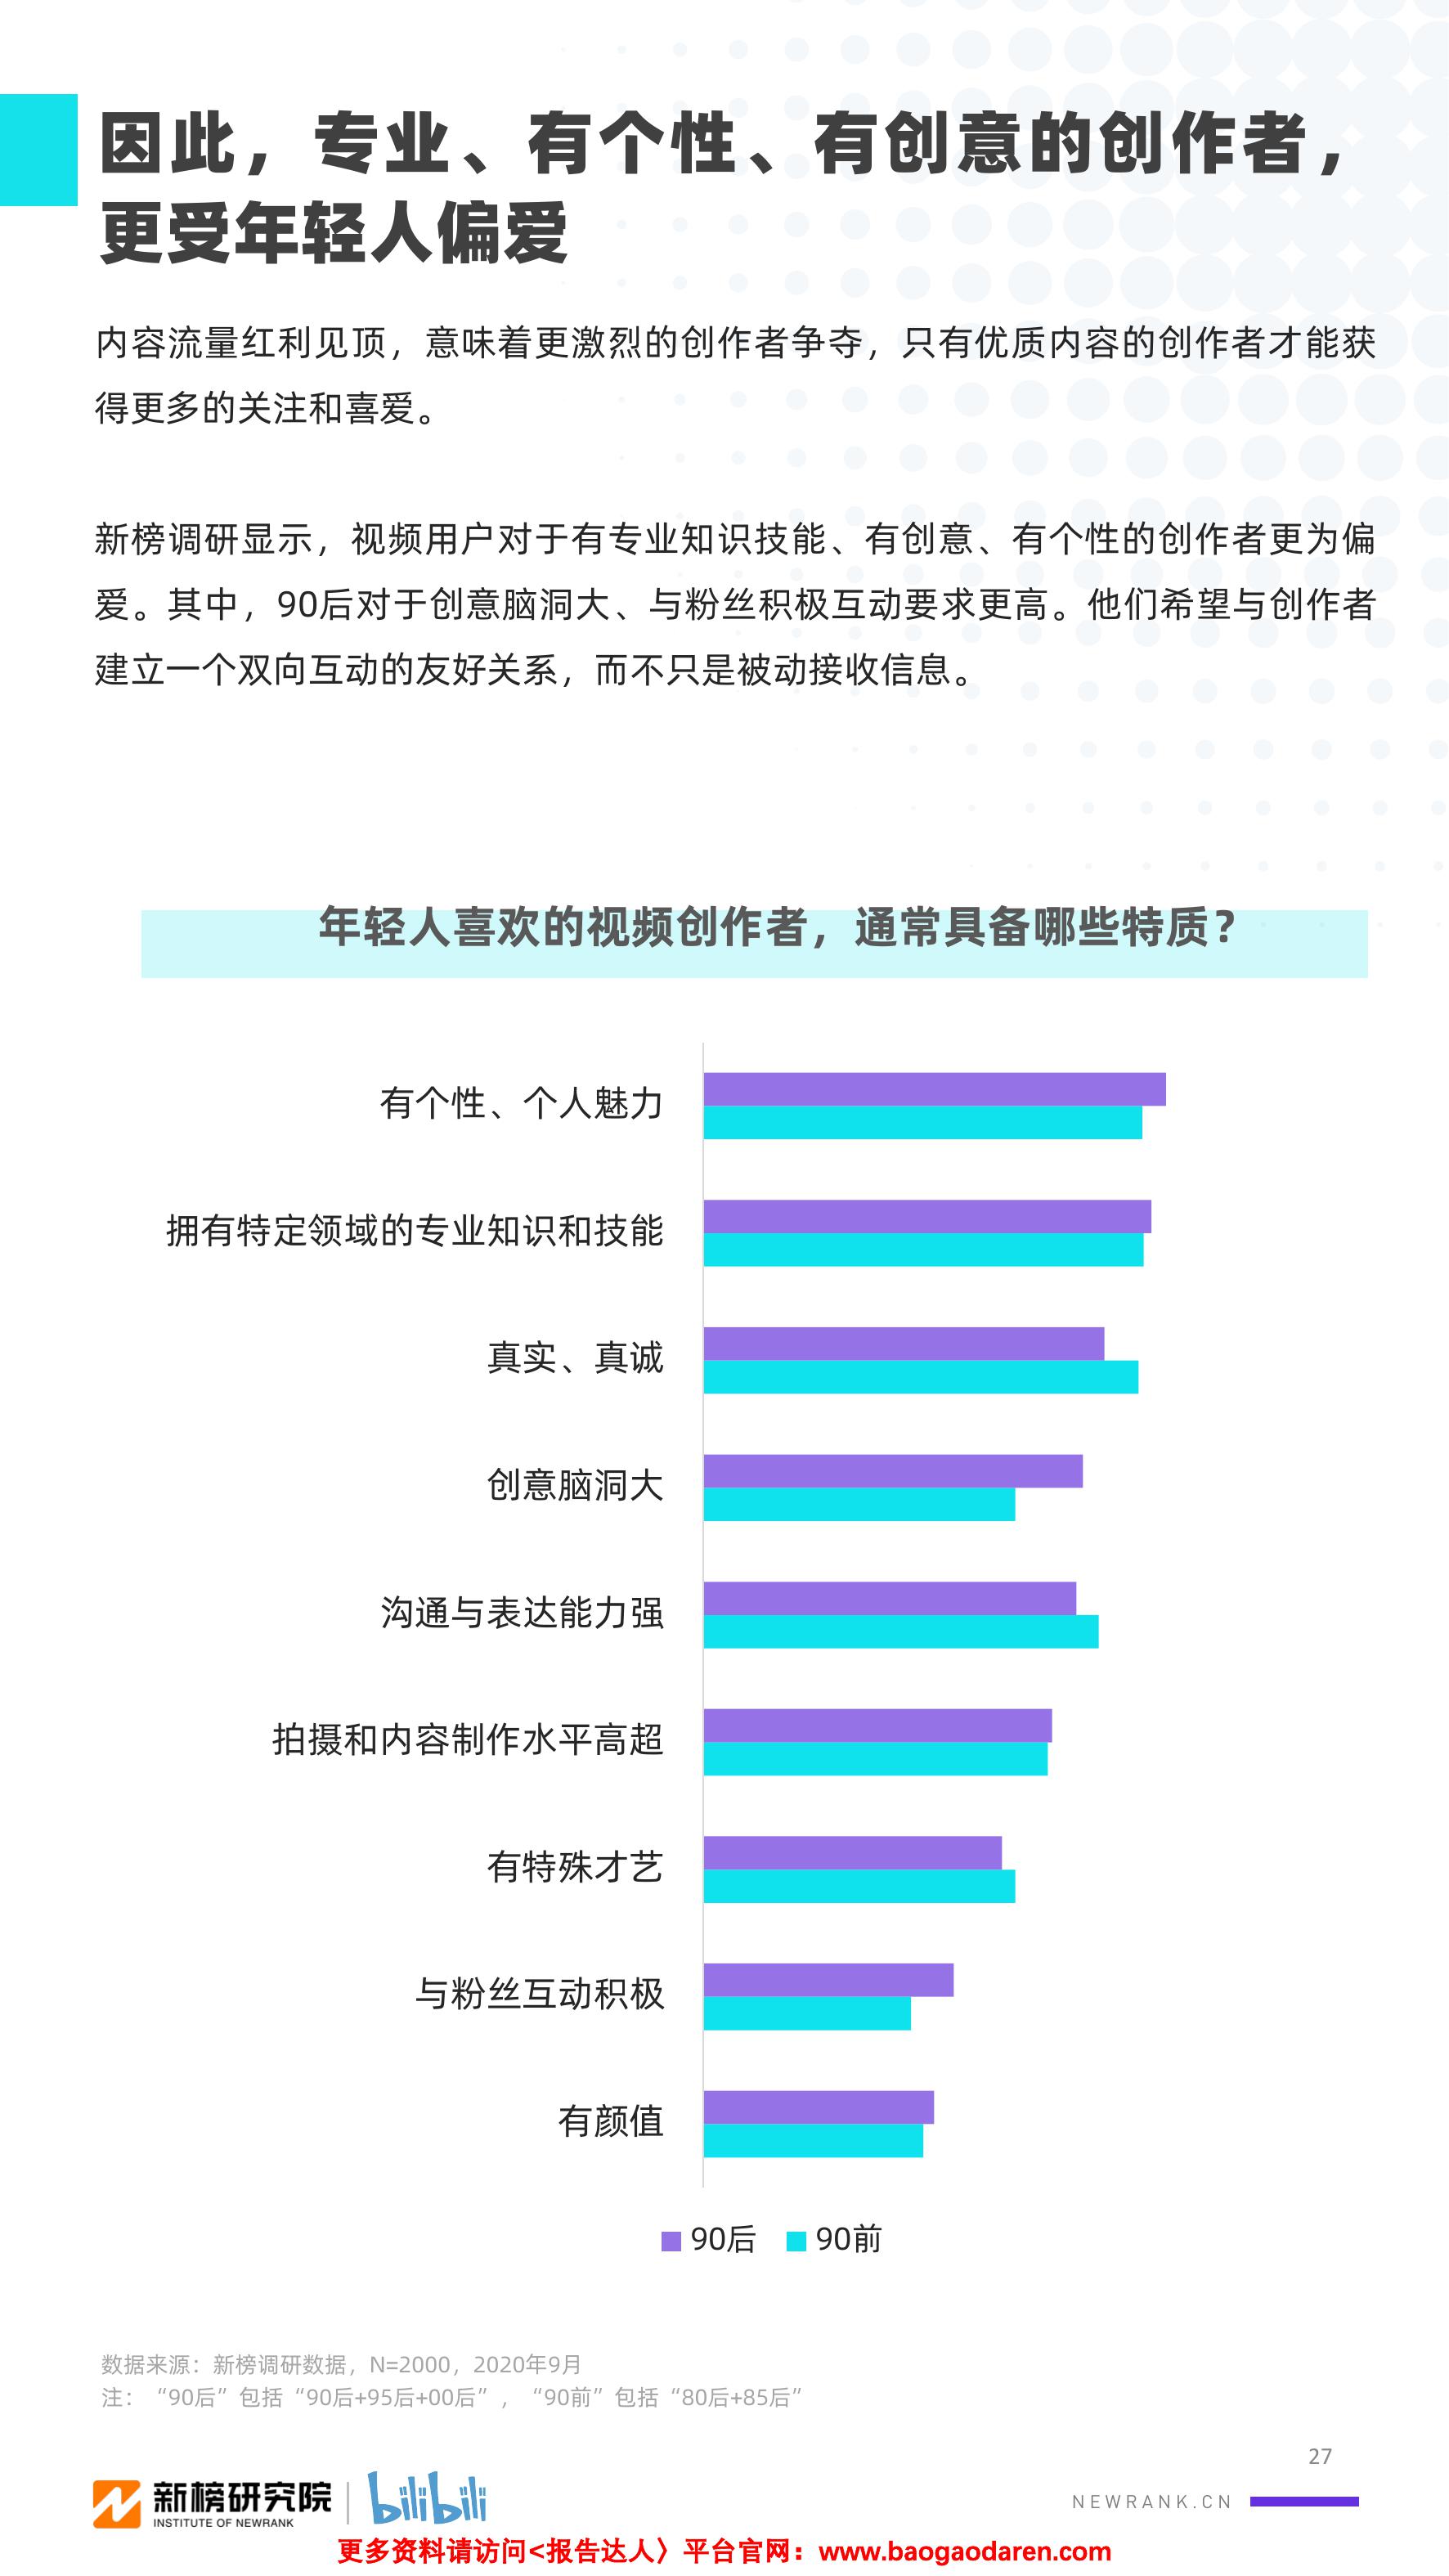 因此，专业、有个性、有创意的创作者，
更受年轻人偏爱
内容流量红利见顶，意味着更激烈的创作者争夺，只有优质内容的创作者才能获
得更多的关注和喜爱。
新榜调研显示，视频用户对于有专业知识技能、有创意、有个性的创作者更为偏
爱。其中，90后对于创意脑洞大、与粉丝积极互动要求更高。他们希望与创作者
建立一个双向互动的友好关系，而不只是被动接收信息。
年轻人喜欢的视频创作者，通常具备哪些特质？
有个性、个人魅力
拥有特定领域的专业知识和技能
真实、真诚
创意脑洞大
沟通与表达能力强
拍摄和内容制作水平高超
有特殊才艺
与粉丝互动积极
有颜值
90后 90前
数据来源：新榜调研数据，N=2000，2020年9月
注：“90后”包括“90后+95后+00后”，“90前”包括“80后+85后”
27
新榜研究院
INSTITUTE OF NEWRANK
bilibili
NEWRANK.CN
更多资料请访问<报告达人〉平台官网：www.baogaodaren.com